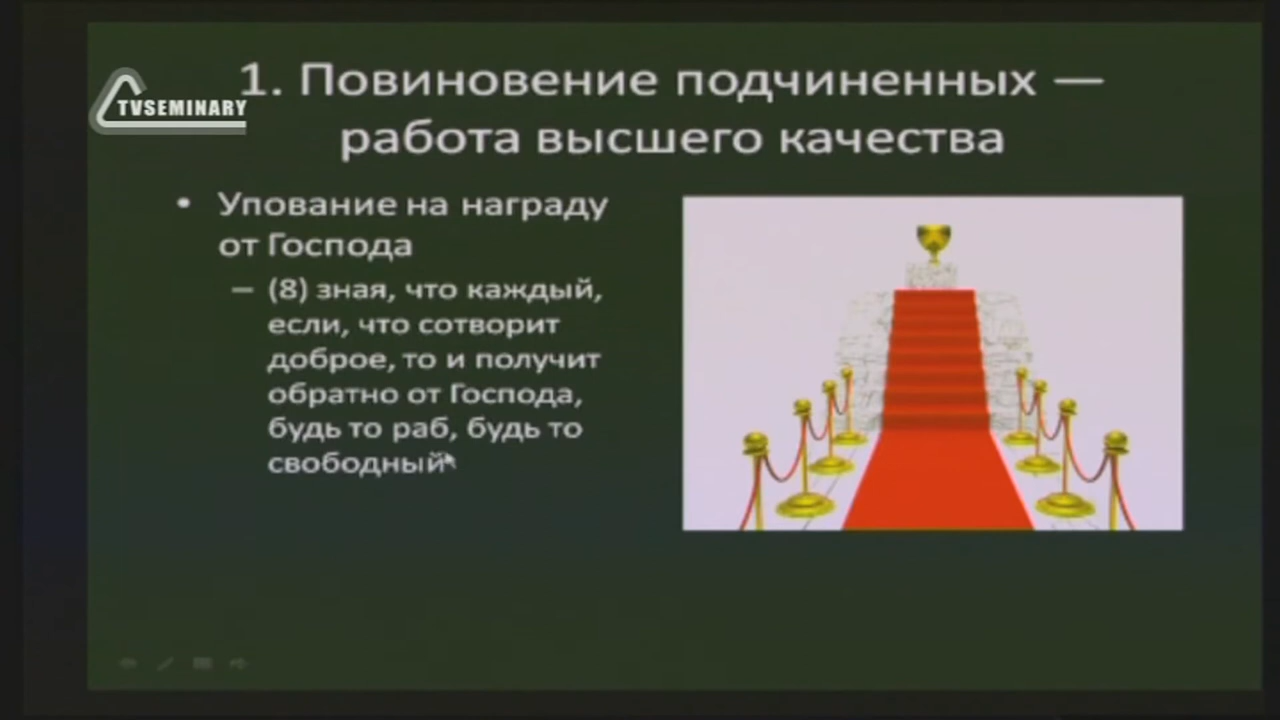 1. Повиновение подчиненных —
работа высшего качества
TVSEMINARY
• Упование на награду
от Господа
– (8) зная, что каждый,
если, что сотворит
доброе, то и получит
обратно от Господа,
будь то раб, будь то
свободный